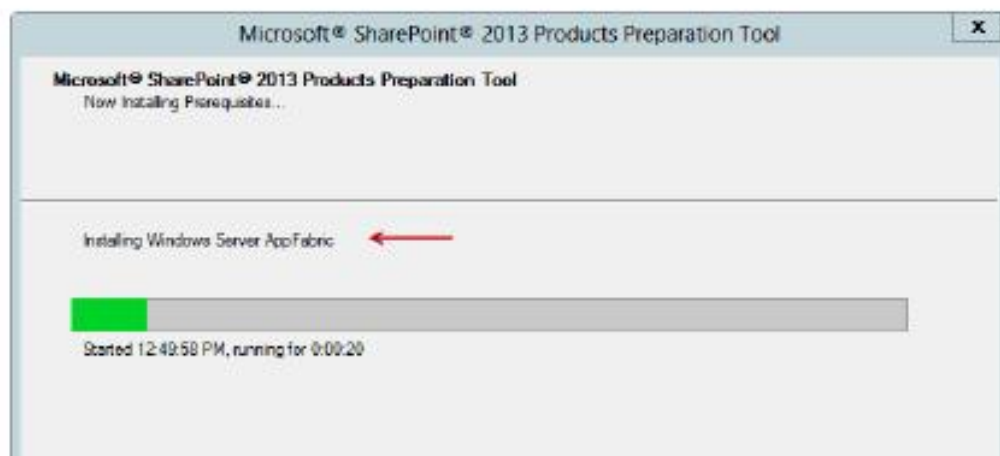 Microsoft® SharePoint® 2013 Products Preparation Tool
x
Microsoft® SharePoint® 2013 Products Preparation Tool
Now Installing Prerequisites...
Installing Windows Server AppFabric
Started 12:49:58 PM, running for 0:00:20